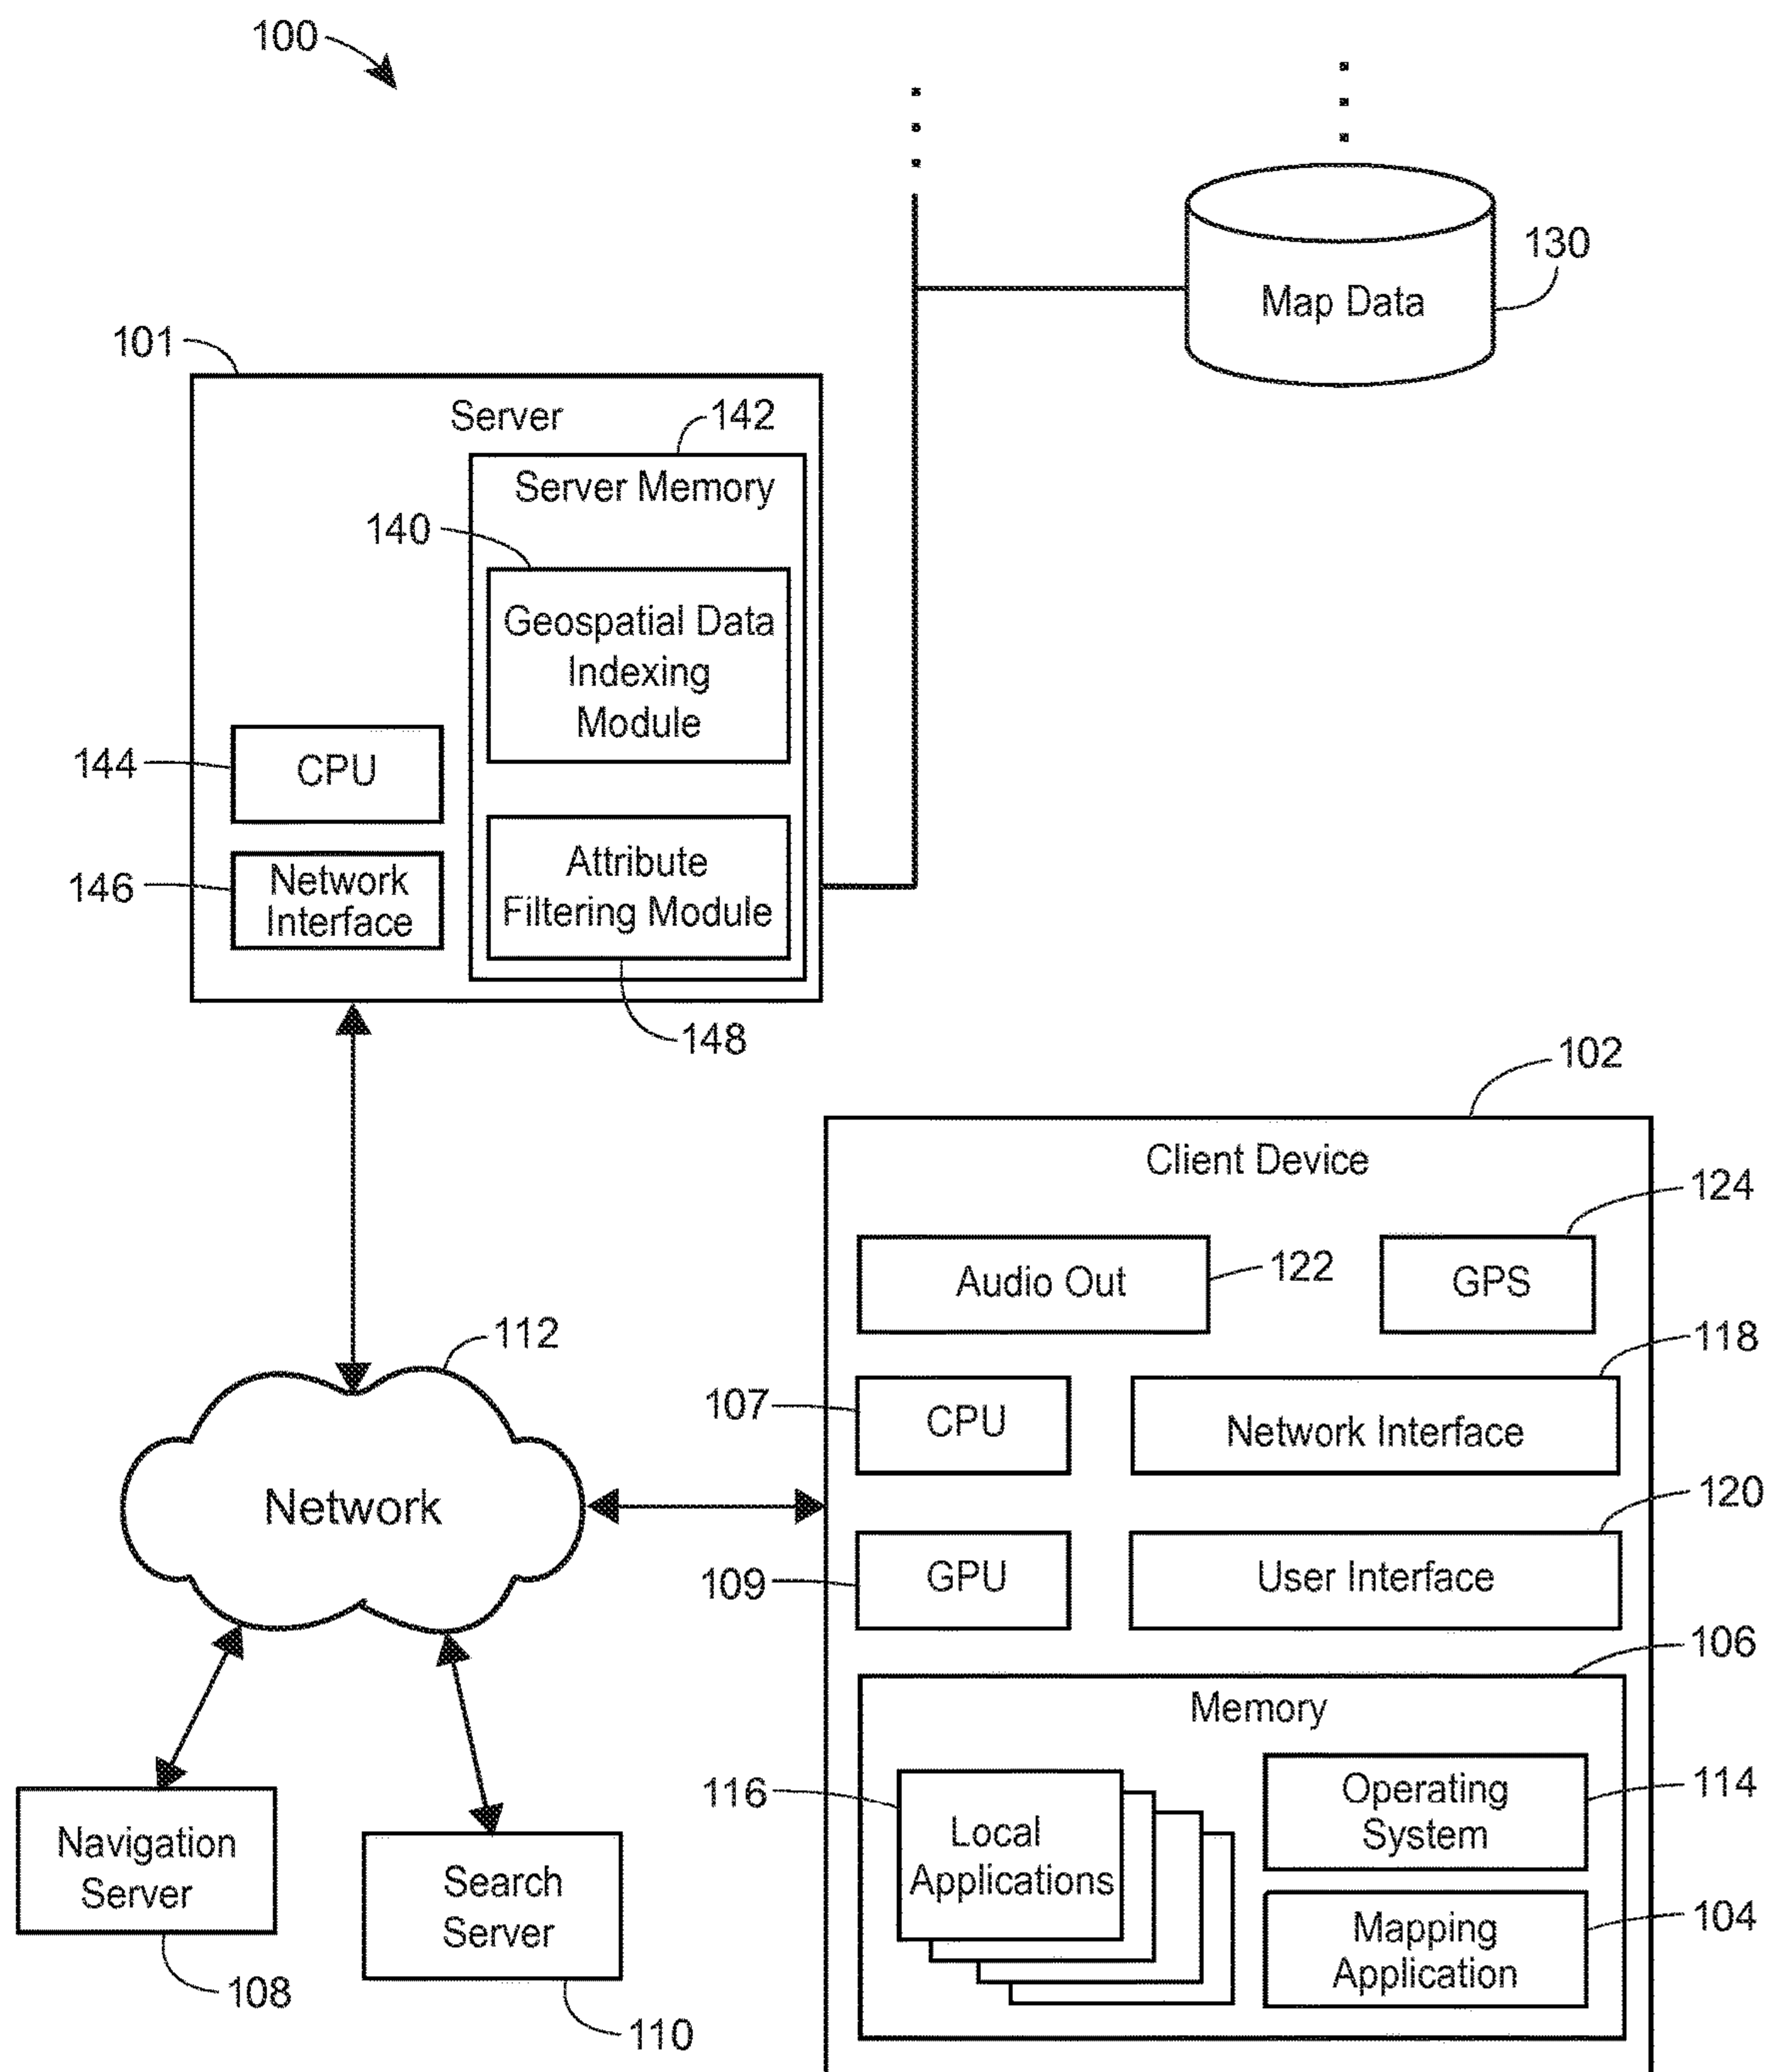 100
130
Map Data
101
Server
142
Server Memory
140
Geospatial Data
Indexing
Module
144
CPU
146
Network
Interface
Attribute
Filtering Module
148
102
Client Device
124
Audio Out
122
GPS
112
118
107
CPU
Network Interface
Network
120
109
GPU
User Interface
106
Memory
116
Local
Applications
Operating
System
114
Mapping
Application
104
Navigation
Server
108
Search
Server
110